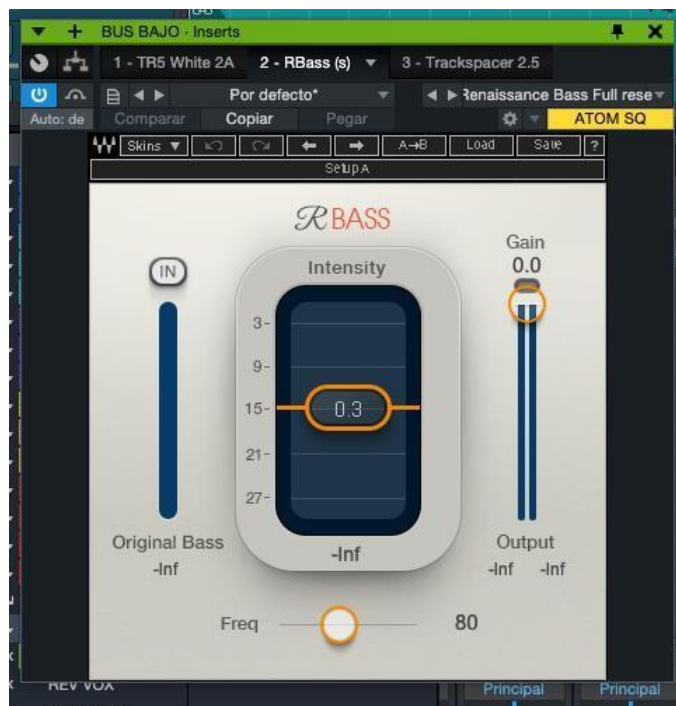 BUS BAJO - Inserts
1 - TR5 White 2A 2 - RBass (s) 3 - Trackspacer 2.5
Por defecto* Renaissance Bass Full rese
Auto: de Comparar Copiar Pegar ATOM SQ
Skins A→B Load Save ?
Setup A
R BASS
Gain
0.0
IN
Intensity
3-
9-
15- 0.3
21-
27-
Original Bass
-Inf
-Inf
Output
-Inf -Inf
Freq 80
REV VOX
Principal Principal